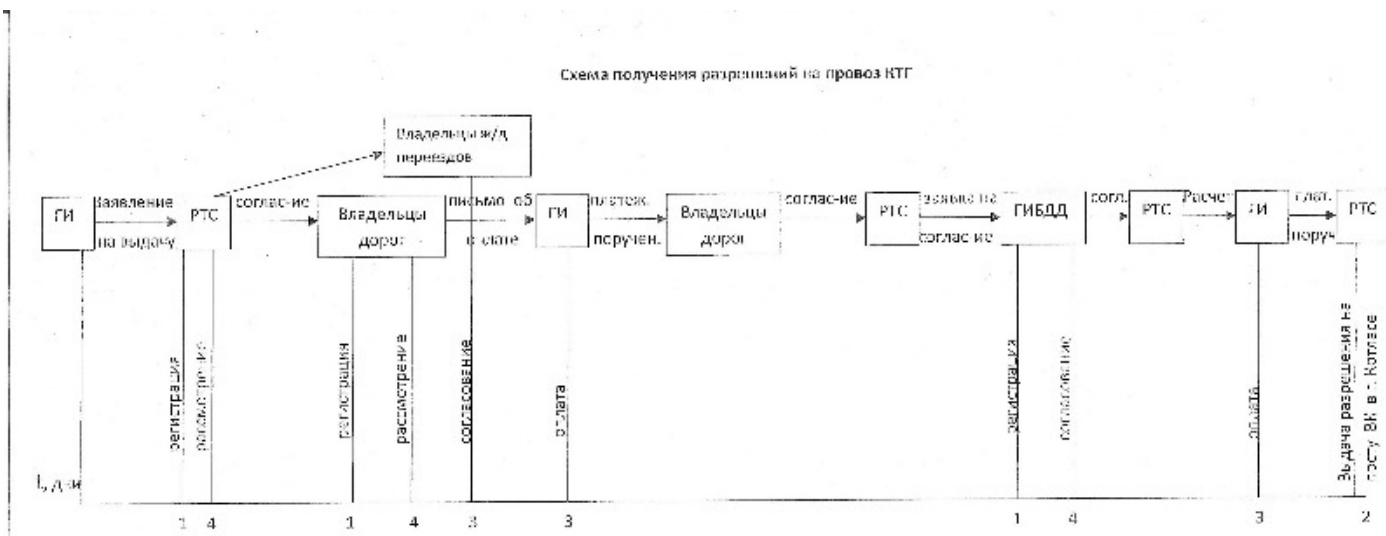 Схема получения разрешений на провоз КТГ
Владельцы ж/д
переездов
ГИ
Заявление
на выдачу
РТС
соглас-ие
Владельцы
дорог
письмо об
оплате
ГИ
платеж.
поручен.
Владельцы
дорог
соглас-ие
РТС
заявка на
соглас-ие
ГИБДД
согл.
РТС
Расчет
ГИ
плат.
поруч
РТС
регистрация
рассмотрение
регистрация
рассмотрение
согласование
оплата
регистрация
согласование
оплата
Выдача разрешения на
посту ВК в г. Котласе
t, дни
1 4 1 4 3 3 1 4 3 2